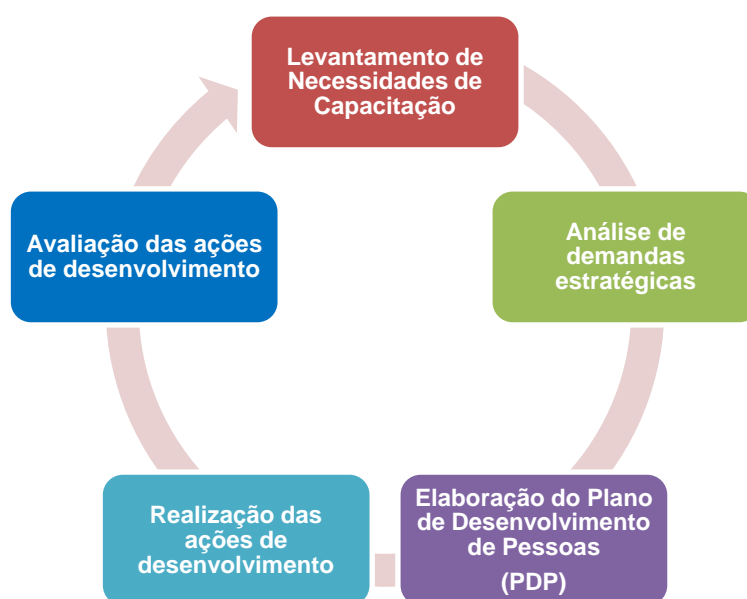 Levantamento de
Necessidades de
Capacitação
Análise de
demandas
estratégicas
Elaboração do Plano
de Desenvolvimento
de Pessoas
(PDP)
Realização das
ações de
desenvolvimento
Avaliação das ações
de desenvolvimento